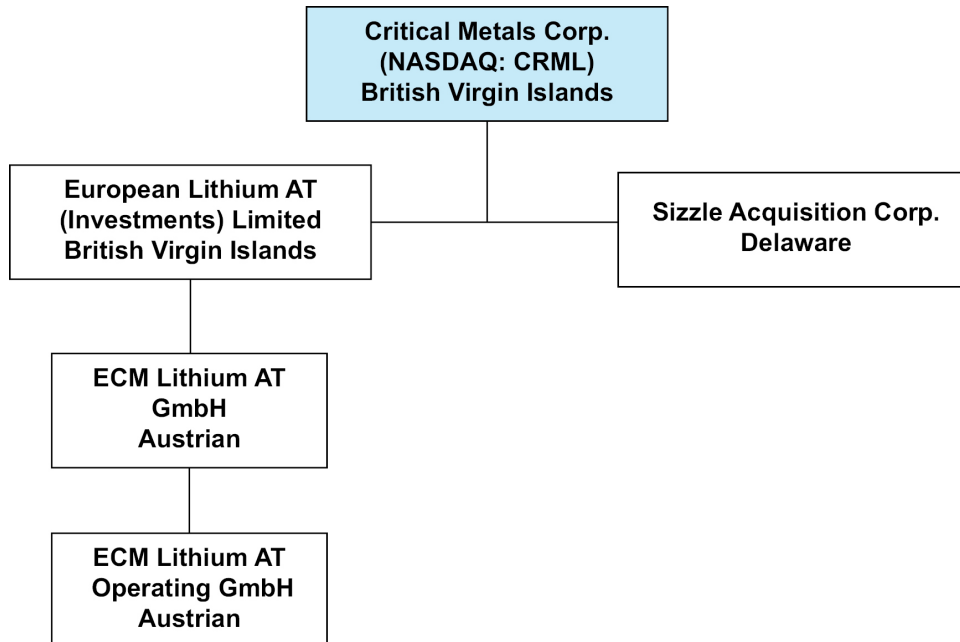 Critical Metals Corp.
(NASDAQ: CRML)
British Virgin Islands
European Lithium AT
(Investments) Limited
British Virgin Islands
Sizzle Acquisition Corp.
Delaware
ECM Lithium AT
GmbH
Austrian
ECM Lithium AT
Operating GmbH
Austrian